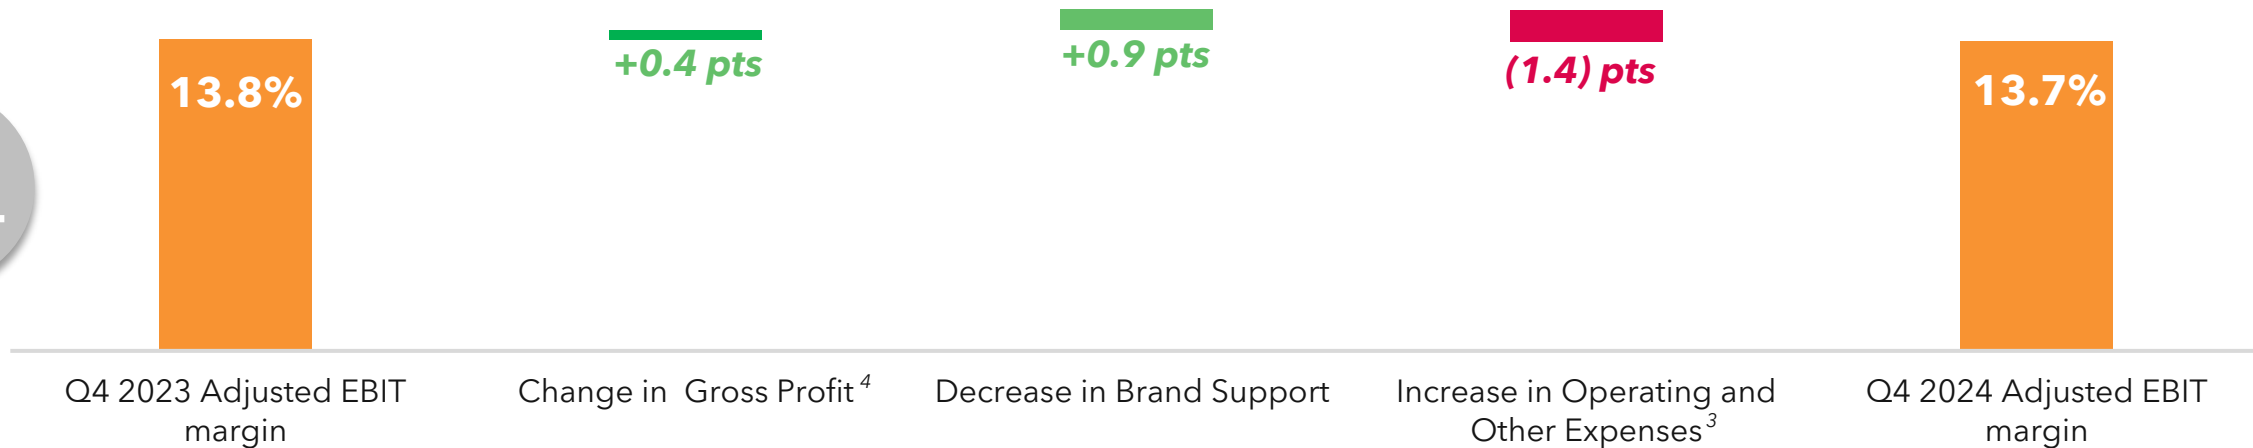 13.8%
+0.4 pts
+0.9 pts
(1.4) pts
13.7%
Q4 2023 Adjusted EBIT
margin
Change in Gross Profit 4
Decrease in Brand Support
Increase in Operating and
Other Expenses 3
Q4 2024 Adjusted EBIT
margin